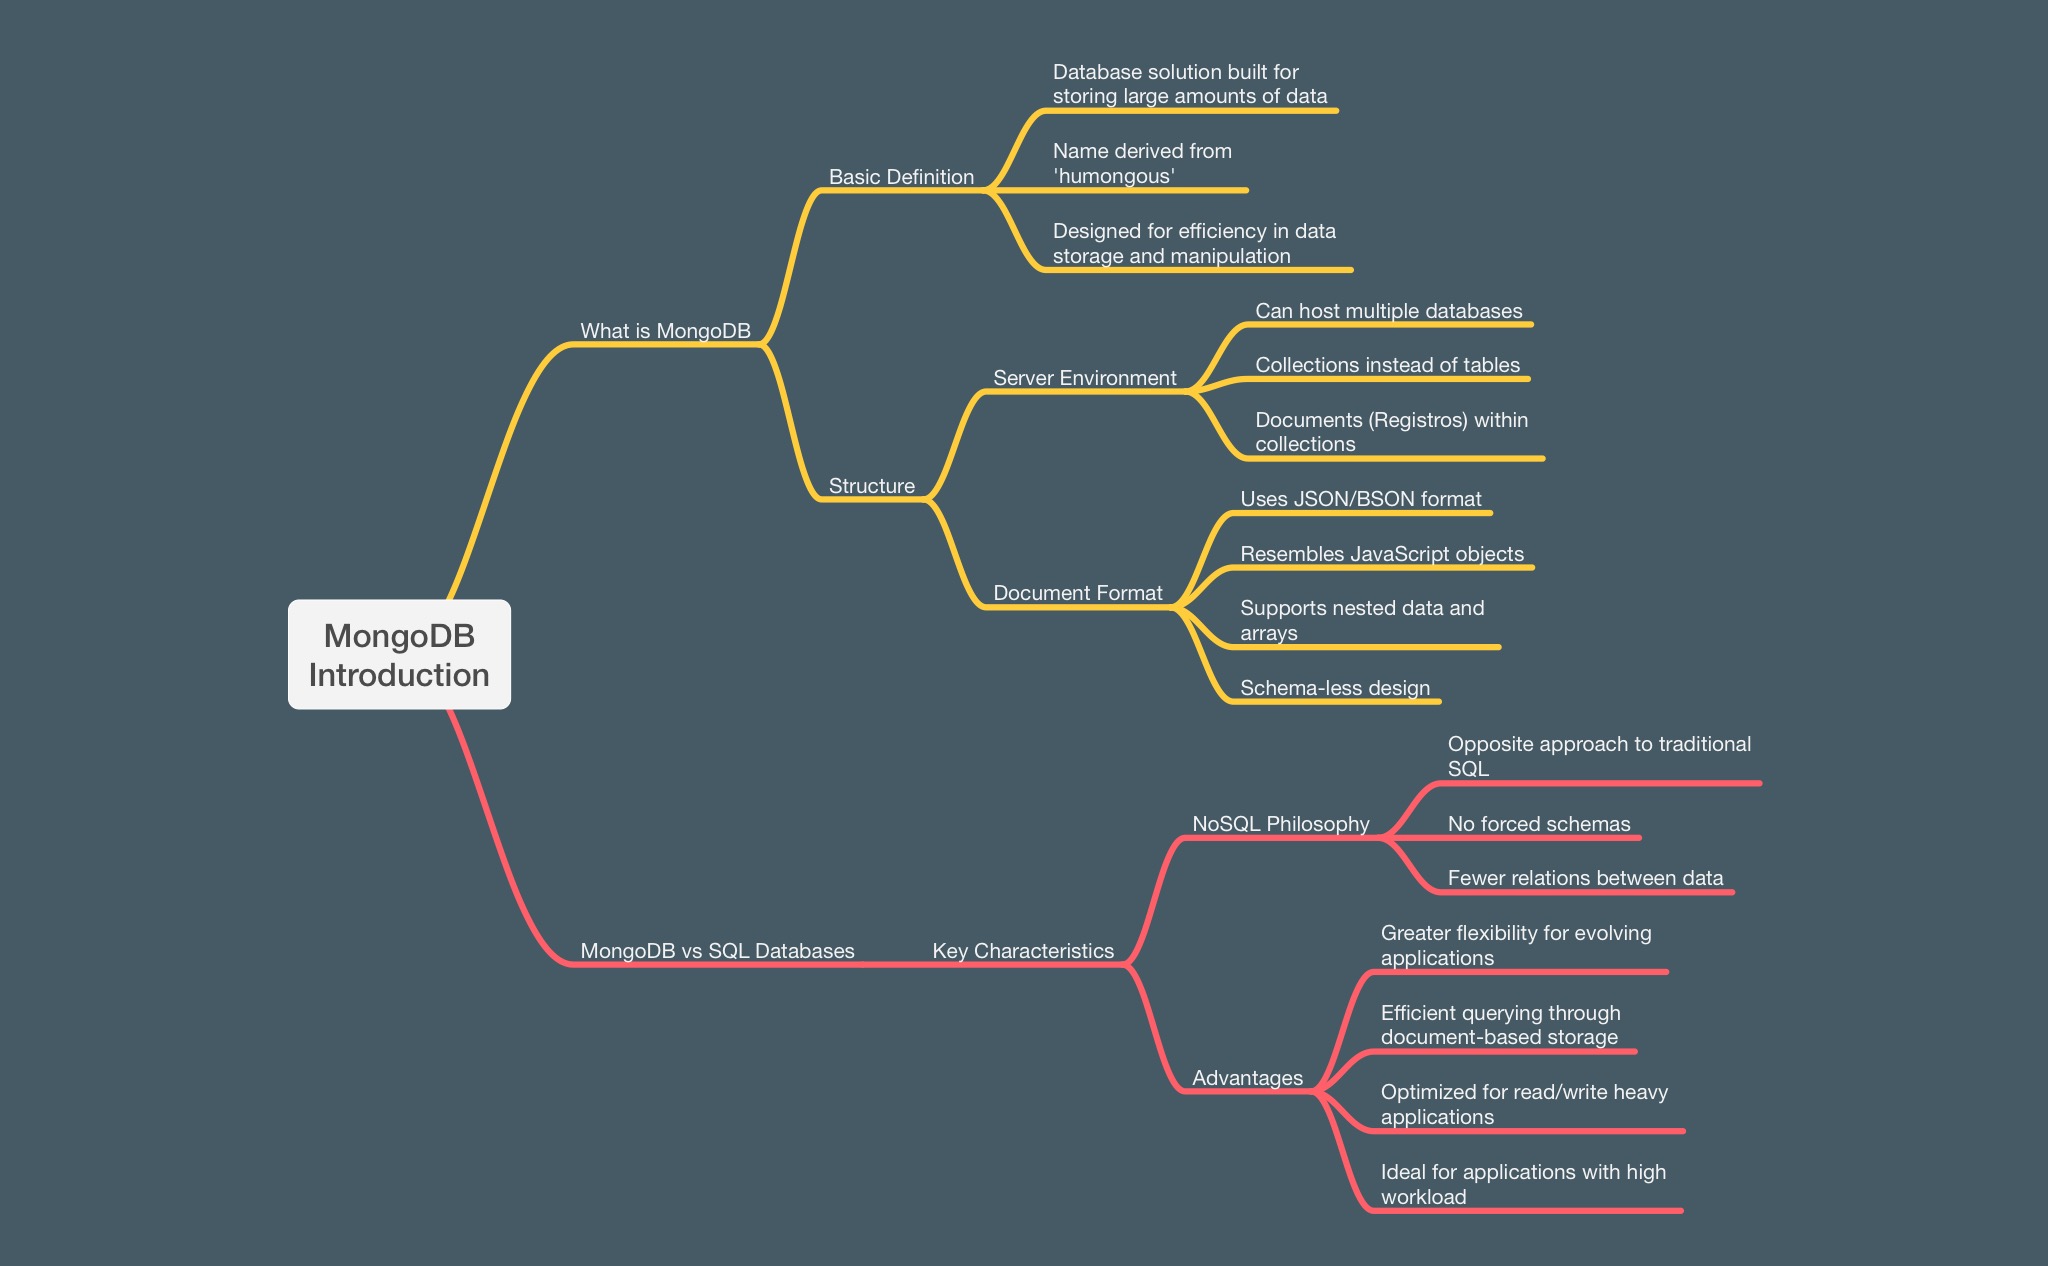 MongoDB
Introduction
What is MongoDB
Basic Definition
Database solution built for
storing large amounts of data
Name derived from
'humongous'
Designed for efficiency in data
storage and manipulation
Structure
Server Environment
Can host multiple databases
Collections instead of tables
Documents (Registros) within
collections
Document Format
Uses JSON/BSON format
Resembles JavaScript objects
Supports nested data and
arrays
Schema-less design
MongoDB vs SQL Databases
Key Characteristics
NoSQL Philosophy
Opposite approach to traditional
SQL
No forced schemas
Fewer relations between data
Advantages
Greater flexibility for evolving
applications
Efficient querying through
document-based storage
Optimized for read/write heavy
applications
Ideal for applications with high
workload